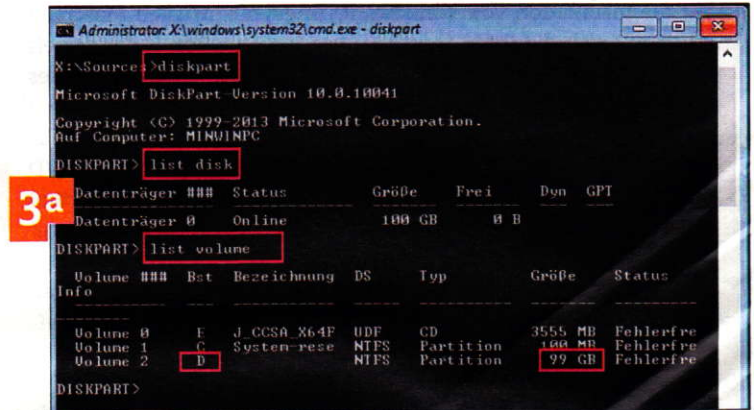 Administrator: X:\windows\system32\cmd.exe - diskpart
X:\Sources>diskpart
Microsoft DiskPart-Version 10.0.10041
Copyright (C) 1999-2013 Microsoft Corporation.
Auf Computer: MINWINPC
DISKPART> list disk
Datenträger ### Status Größe Frei Dyn GPT
Datenträger 0 Online 100 GB 0 B
DISKPART> list volume
Volume ### Bst Bezeichnung DS Typ Größe Status
Info
Volume 0 E J_CCSA_X64F UDF CD 3555 MB Fehlerfre
Volume 1 C System-rese NTFS Partition 100 MB Fehlerfre
Volume 2 D NTFS Partition 99 GB Fehlerfre
DISKPART>
3a